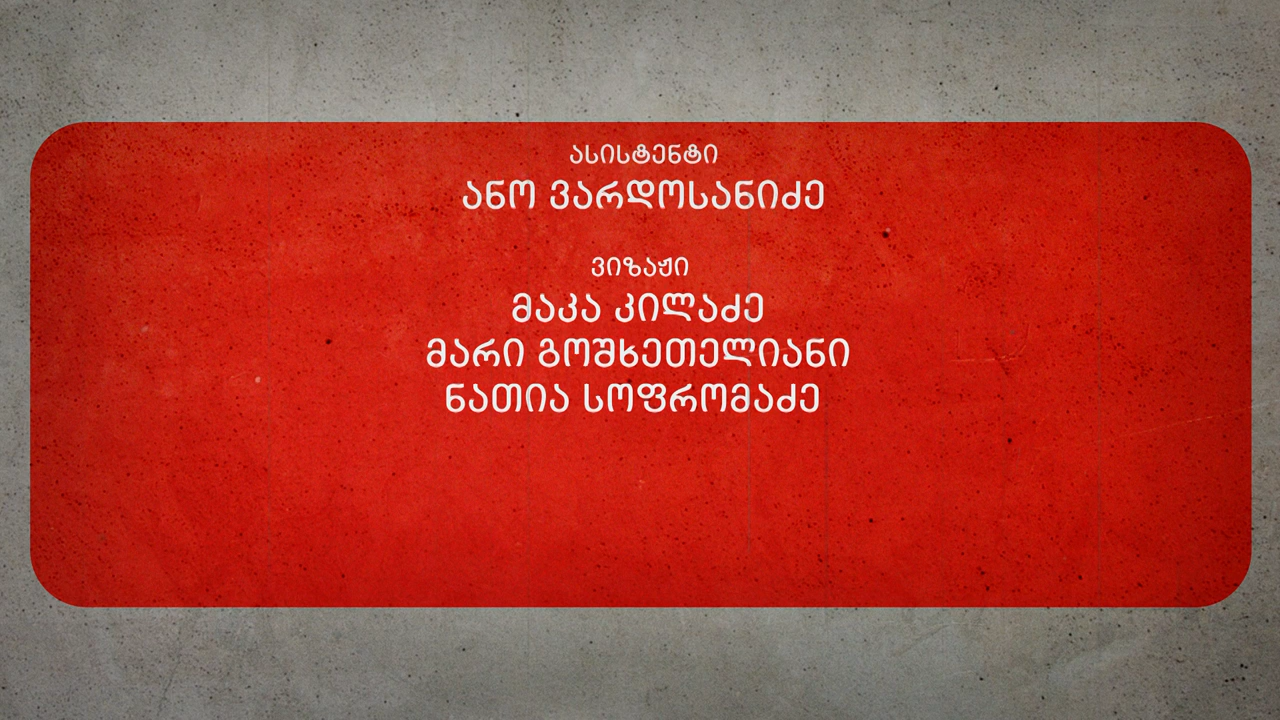 ასისტენტი
ანო ვარდოსანიძე
ვიზაჟი
მაკა კილაძე
მარი გოშხეთელიანი
ნათია სოფრომაძე